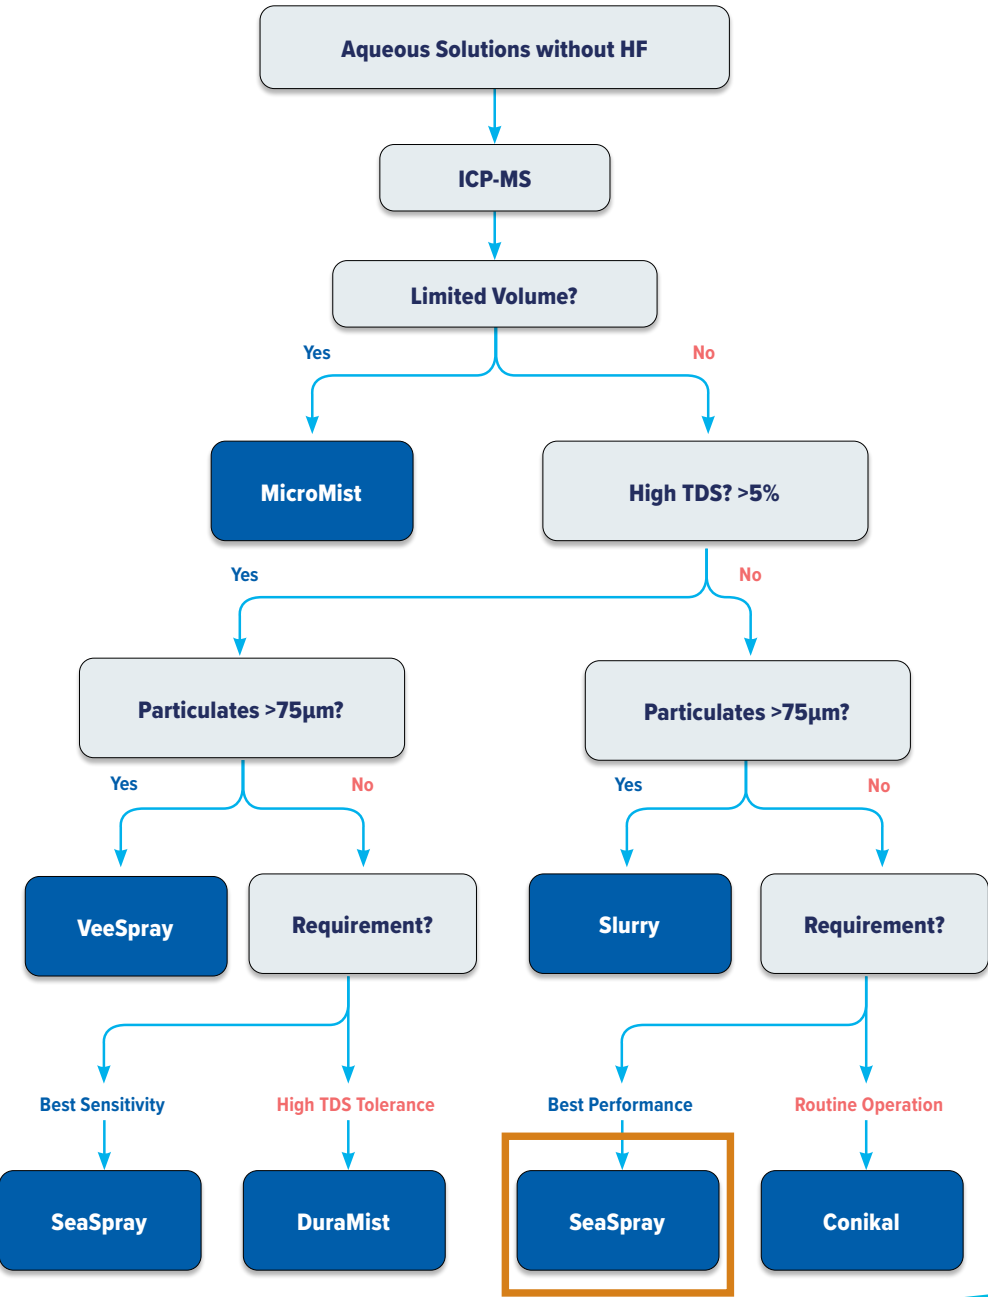 Aqueous Solutions without HF
ICP-MS
Limited Volume?
Yes
No
MicroMist
High TDS? >5%
Yes
No
Particulates >75µm?
Particulates >75µm?
Yes
No
Yes
No
VeeSpray
Requirement?
Slurry
Requirement?
Best Sensitivity
High TDS Tolerance
Best Performance
Routine Operation
SeaSpray
DuraMist
SeaSpray
Conikal